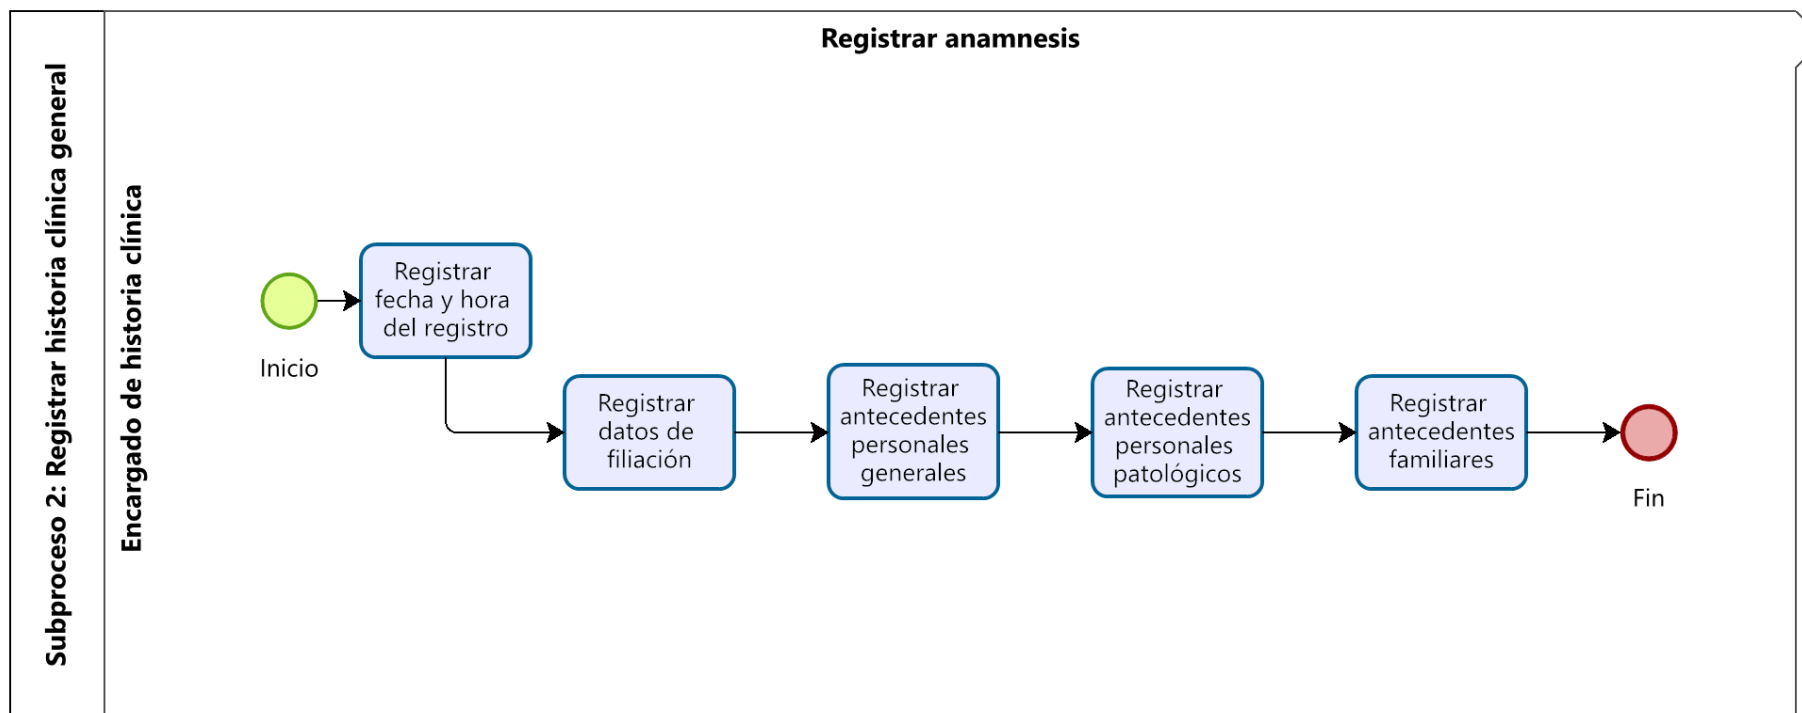 Registrar anamnesis
Subproceso 2: Registrar historia clínica general
Encargado de historia clínica
Inicio
Registrar
fecha y hora
del registro
Registrar
datos de
filiación
Registrar
antecedentes
personales
generales
Registrar
antecedentes
personales
patológicos
Registrar
antecedentes
familiares
Fin